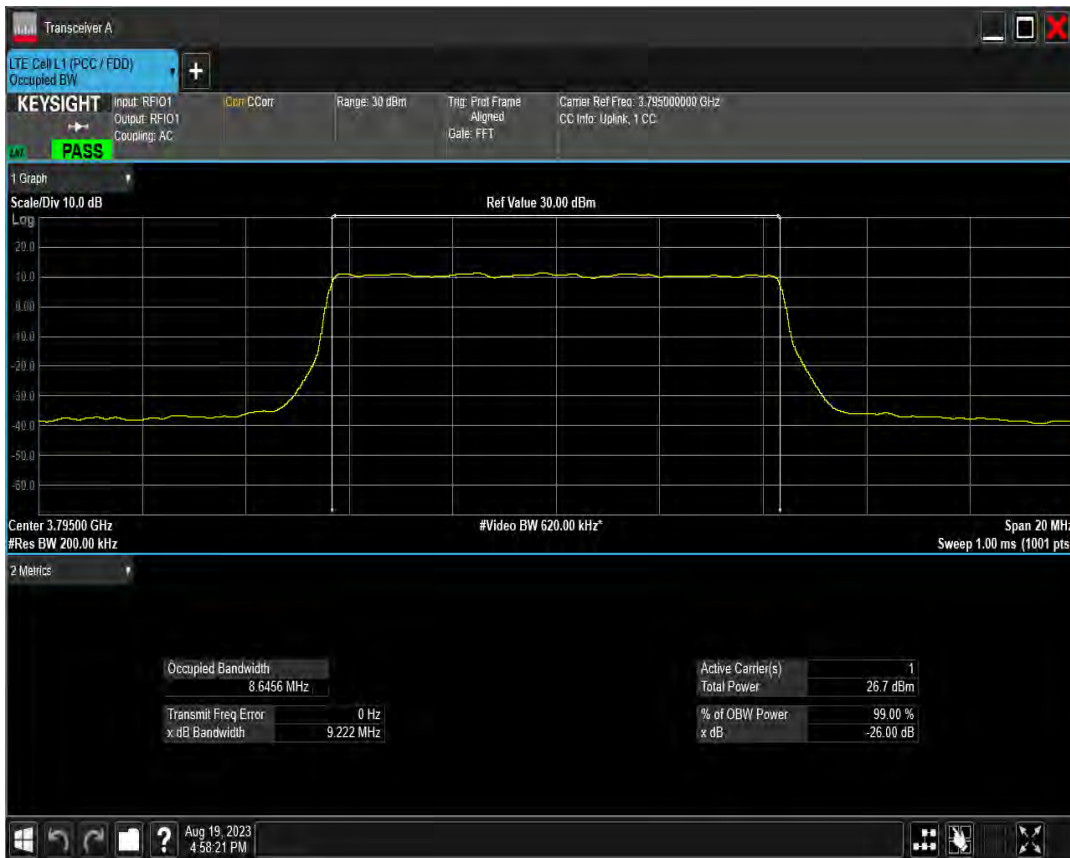 Transceiver A
LTE Cell L1 (PCC / FDD)
Occupied BW
+
KEYSIGHT
Input: RFIO1
Output: RFIO1
Coupling: AC
PASS
Corr CCorr
Range: 30 dBm
Trig: Prot Frame
Aligned
Gate: FFT
Carrier Ref Freq: 3.795000000 GHz
CC Info: Uplink, 1 CC
1 Graph
Scale/Div 10.0 dB
Ref Value 30.00 dBm
Log
20.0
10.0
0.00
-10.0
-20.0
-30.0
-40.0
-50.0
-60.0
Center 3.79500 GHz
#Video BW 620.00 kHz*
Span 20 MHz
#Res BW 200.00 kHz
Sweep 1.00 ms (1001 pts
2 Metrics
Occupied Bandwidth
8.6456 MHz
Transmit Freq Error 0 Hz
x dB Bandwidth 9.222 MHz
Active Carrier(s) 1
Total Power 26.7 dBm
% of OBW Power 99.00 %
x dB -26.00 dB
?
Aug 19, 2023
4:58:21 PM